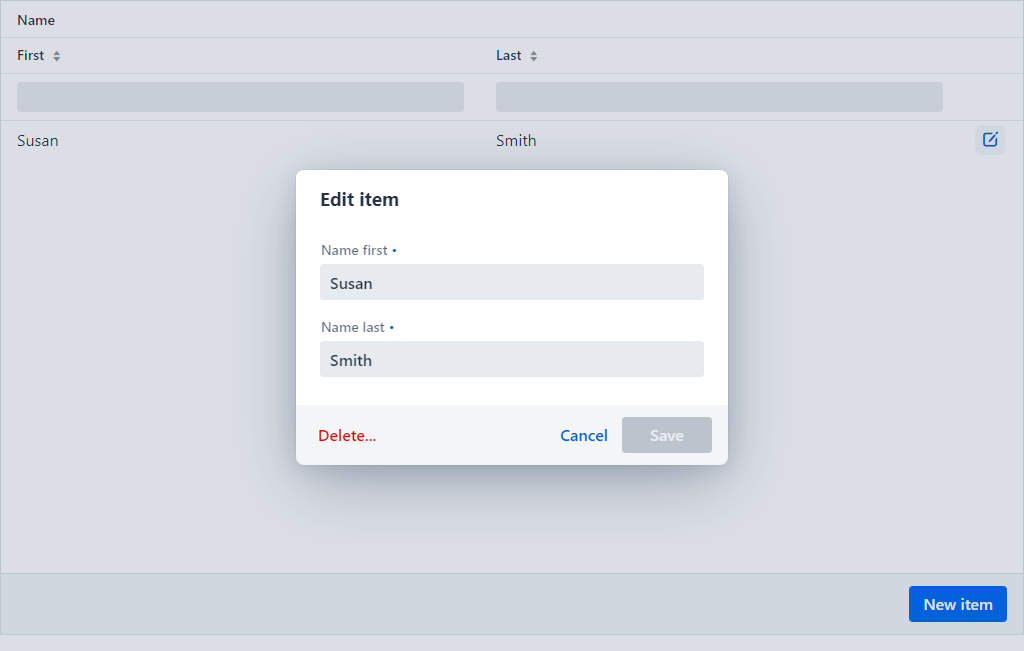 Name
First Last
Susan Smith
Edit item
Name first •
Susan
Name last •
Smith
Delete... Cancel Save
New item